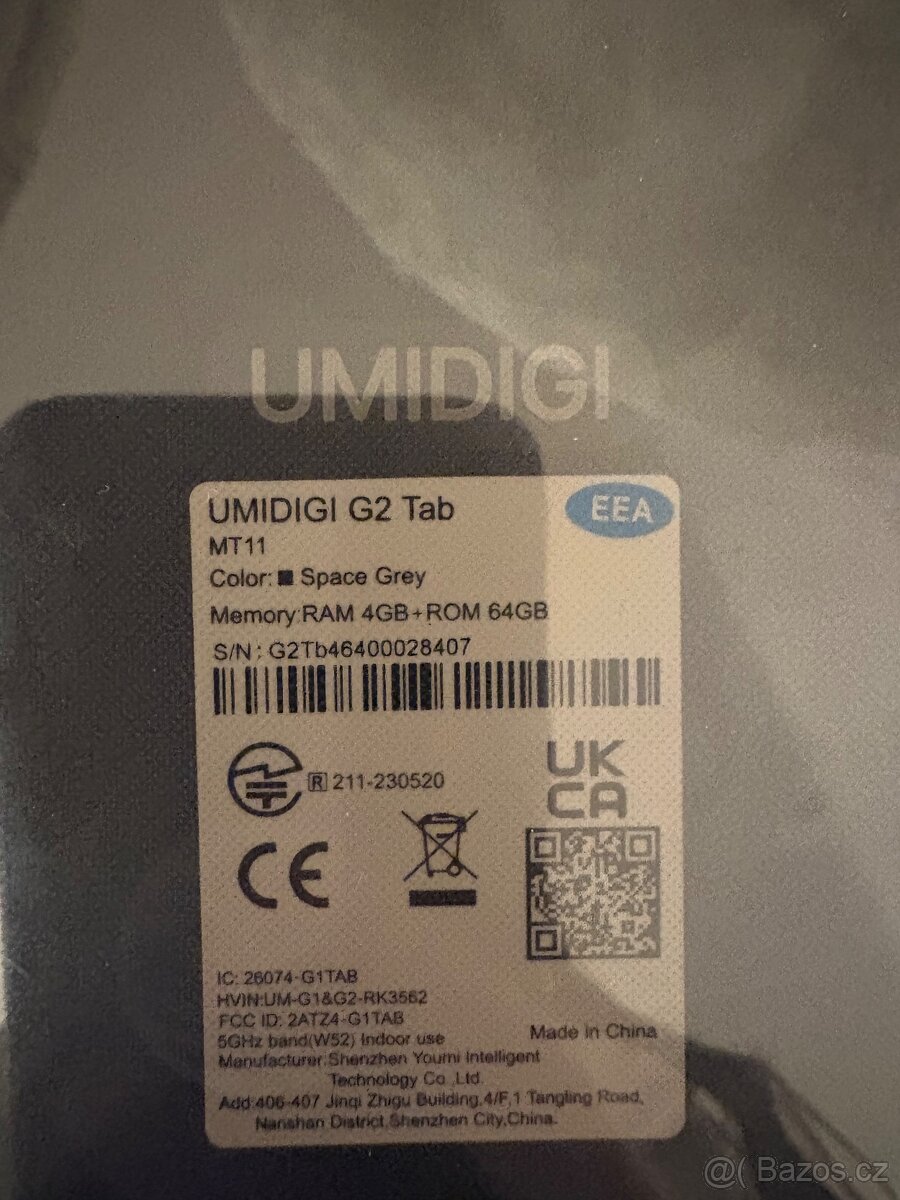 UMIDIGI
UMIDIGI G2 Tab
EEA
MT11
Color: Space Grey
Memory:RAM 4GB+ROM 64GB
S/N : G2Tb46400028407
R 211-230520
UK
CA
CE
IC: 26074-G1TAB
HVIN:UM-G1&G2-RK3562
FCC ID: 2ATZ4-G1TAB
5GHz band(W52) Indoor use
Made in China
Manufacturer:Shenzhen Youmi Intelligent
Technology Co.,Ltd.
Add:406-407 Jinqi Zhigu Building,4/F,1 Tangling Road,
Nanshan District,Shenzhen City,China.
@( Bazos.cz